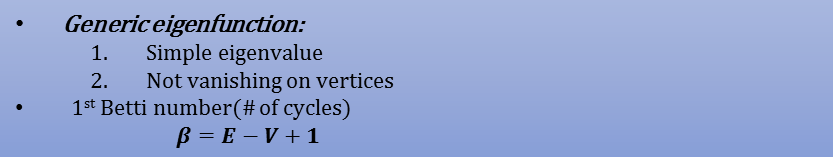 • Generic eigenfunction:
1. Simple eigenvalue
2. Not vanishing on vertices
• 1st Betti number(# of cycles)
β = E − V + 1